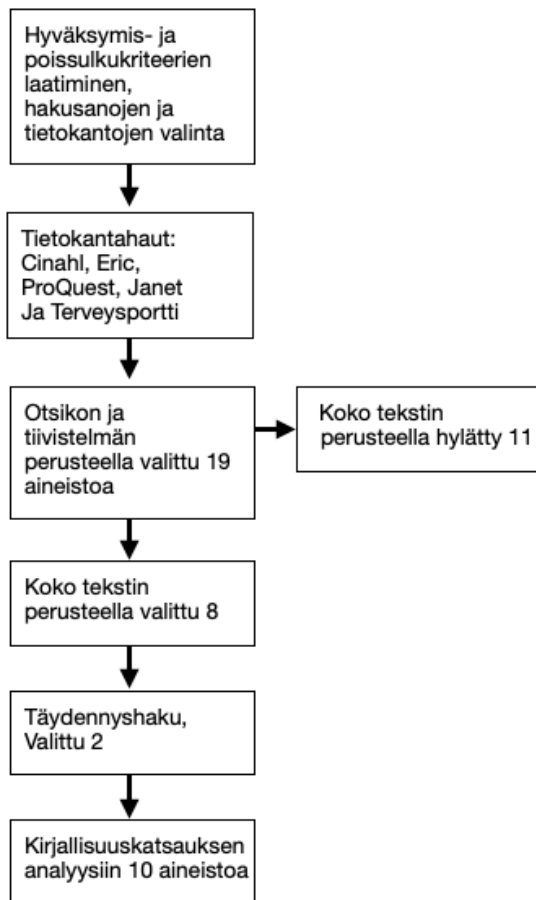 Hyväksymis- ja
poissulkukriteerien
laatiminen,
hakusanojen ja
tietokantojen valinta
Tietokantahaut:
Cinahl, Eric,
ProQuest, Janet
Ja Terveysportti
Otsikon ja
tiivistelmän
perusteella valittu 19
aineistoa
Koko tekstin
perusteella hylätty 11
Koko tekstin
perusteella valittu 8
Täydennyshaku,
Valittu 2
Kirjallisuuskatsauksen
analyysiin 10 aineistoa